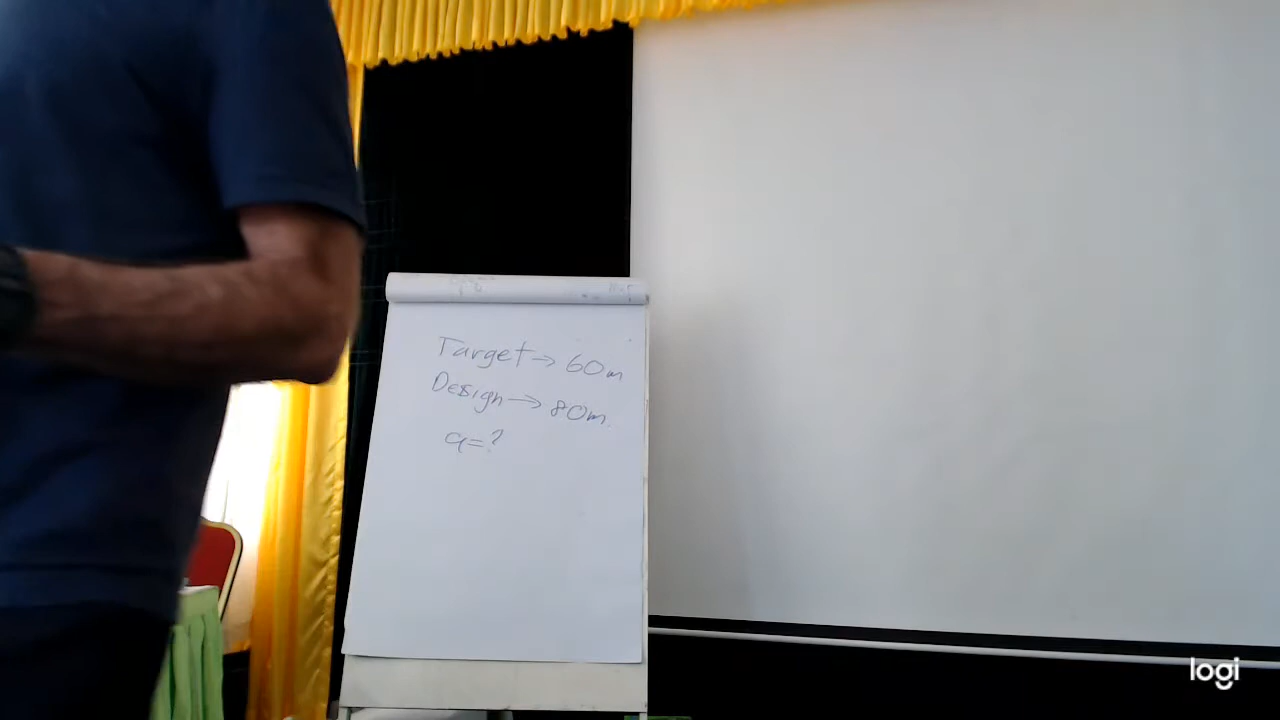 Target → 60m
Design → 80m.
q=?
logi